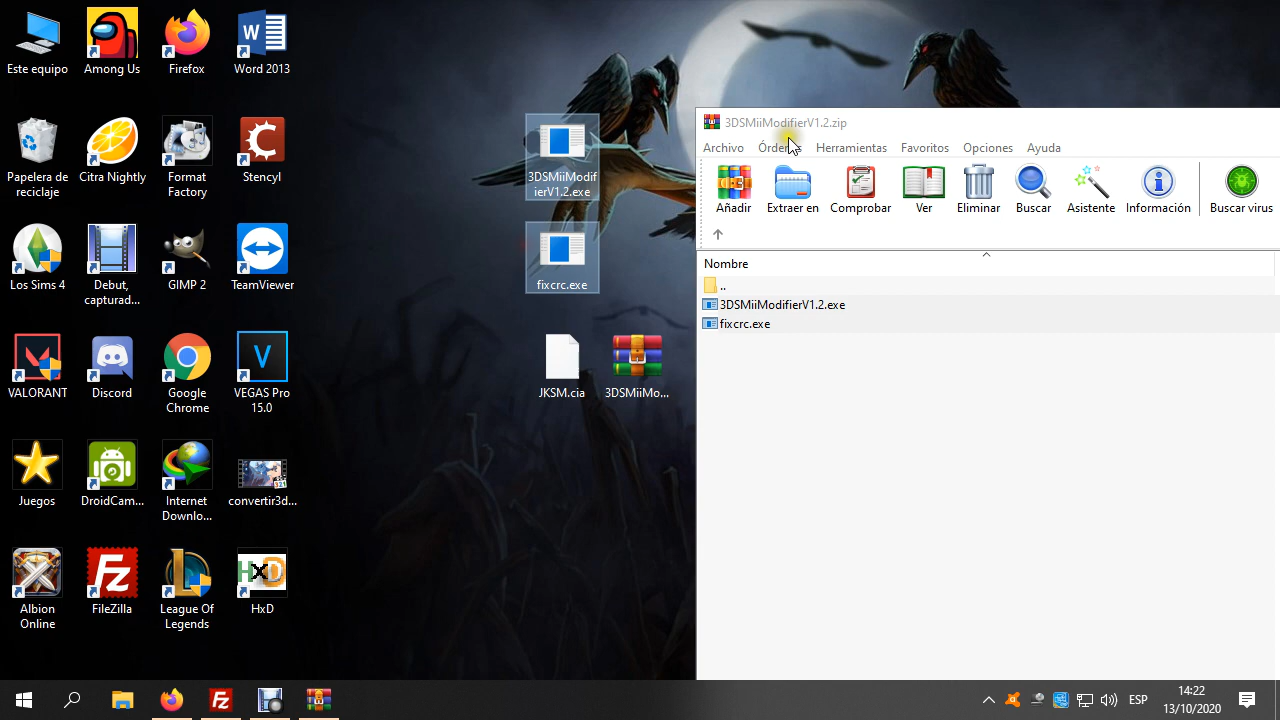 Este equipo
Among Us
Firefox
Word 2013
Papelera de
reciclaje
Citra Nightly
Format
Factory
Stencyl
Los Sims 4
Debut,
capturad...
GIMP 2
TeamViewer
VALORANT
Discord
Google
Chrome
VEGAS Pro
15.0
Juegos
DroidCam...
Internet
Downlo...
convertir3d...
Albion
Online
FileZilla
League Of
Legends
HxD
3DSMiiModif
ierV1.2.exe
fixcrc.exe
JKSM.cia
3DSMiiMo...
3DSMiiModifierV1.2.zip
Archivo
Herramientas
Favoritos
Opciones
Ayuda
Añadir
Extraer en
Comprobar
Ver
Eliminar
Buscar
Asistente
Información
Buscar virus
Nombre
..
3DSMiiModifierV1.2.exe
fixcrc.exe
ESP
14:22
13/10/2020